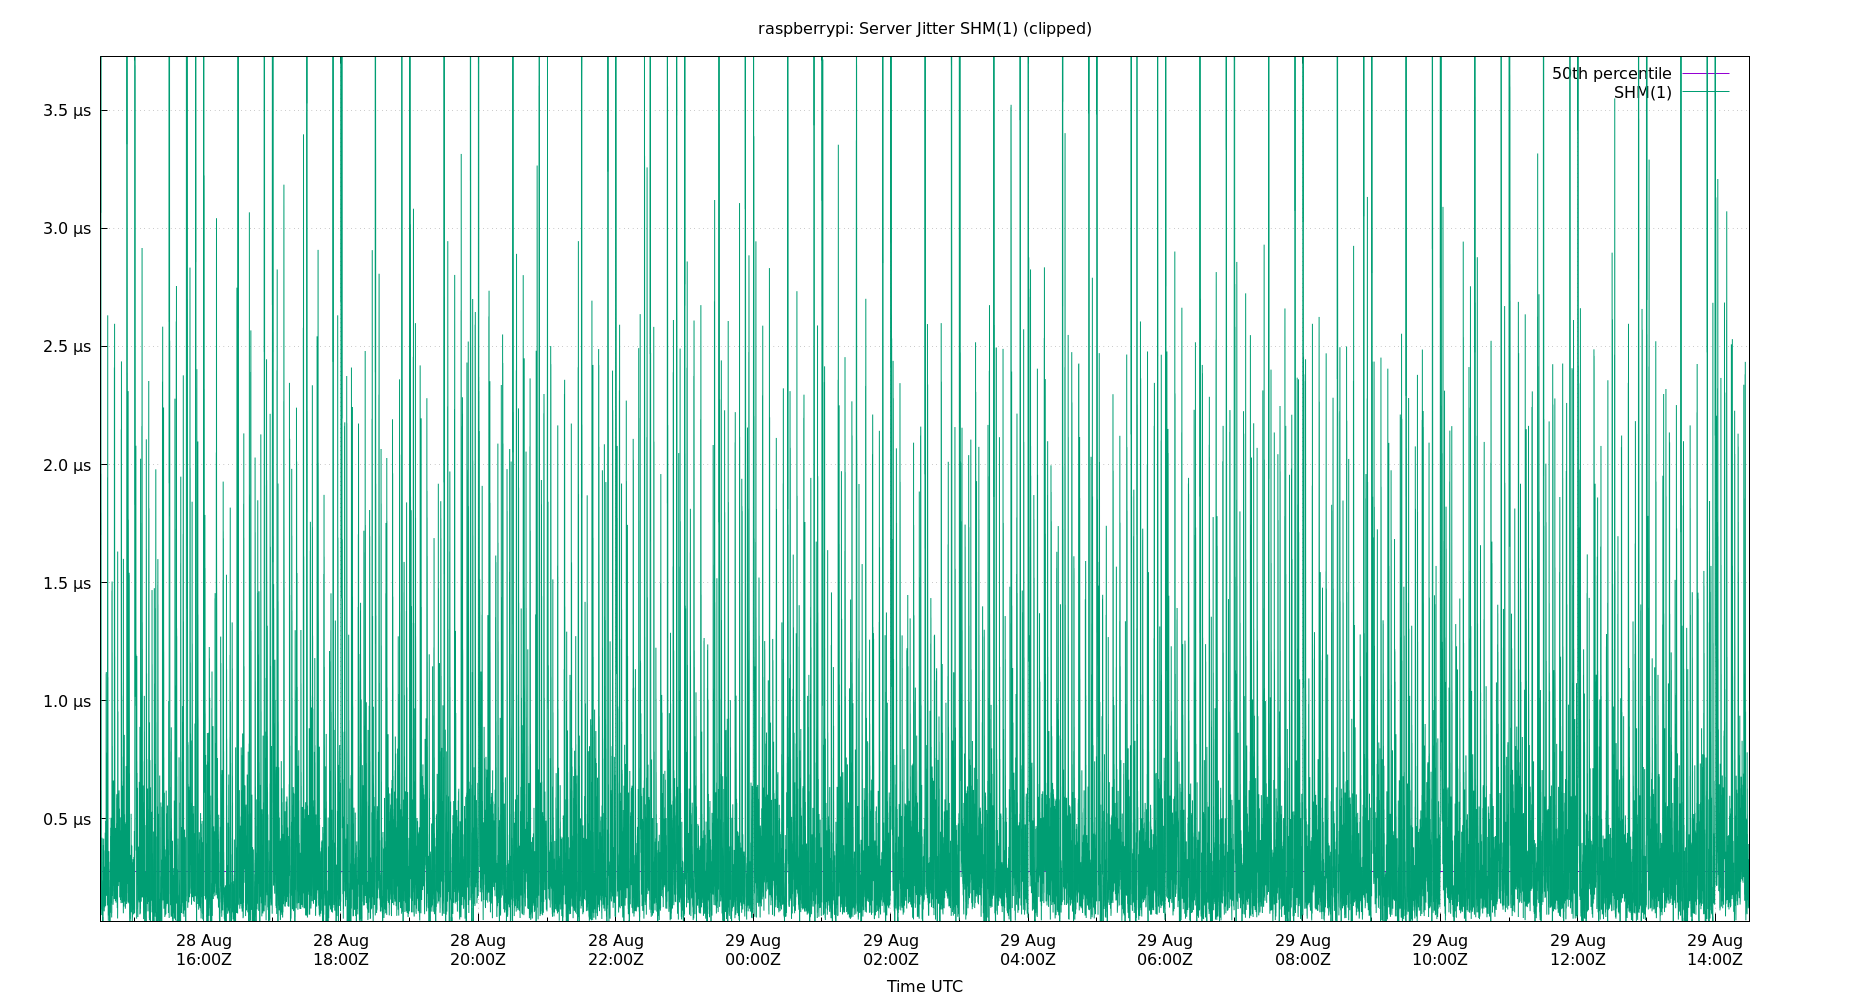 raspberrypi: Server Jitter SHM(1) (clipped)
50th percentile
SHM(1)
3.5 µs
3.0 µs
2.5 µs
2.0 µs
1.5 µs
1.0 µs
0.5 µs
28 Aug 28 Aug 28 Aug 28 Aug 29 Aug 29 Aug 29 Aug 29 Aug 29 Aug 29 Aug 29 Aug 29 Aug
16:00Z 18:00Z 20:00Z 22:00Z 00:00Z 02:00Z 04:00Z 06:00Z 08:00Z 10:00Z 12:00Z 14:00Z
Time UTC